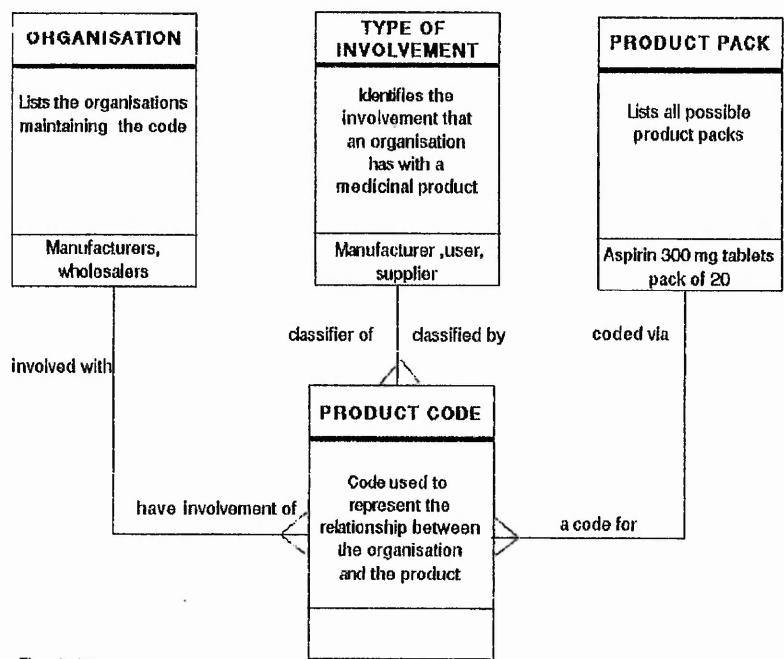 ORGANISATION
Lists the organisations
maintaining the code
Manufacturers,
wholesalers
TYPE OF
INVOLVEMENT
Identifies the
involvement that
an organisation
has with a
medicinal product
Manufacturer ,user,
supplier
PRODUCT PACK
Lists all possible
product packs
Aspirin 300 mg tablets
pack of 20
involved with
classifier of
classified by
coded via
have involvement of
a code for
PRODUCT CODE
Code used to
represent the
relationship between
the organisation
and the product